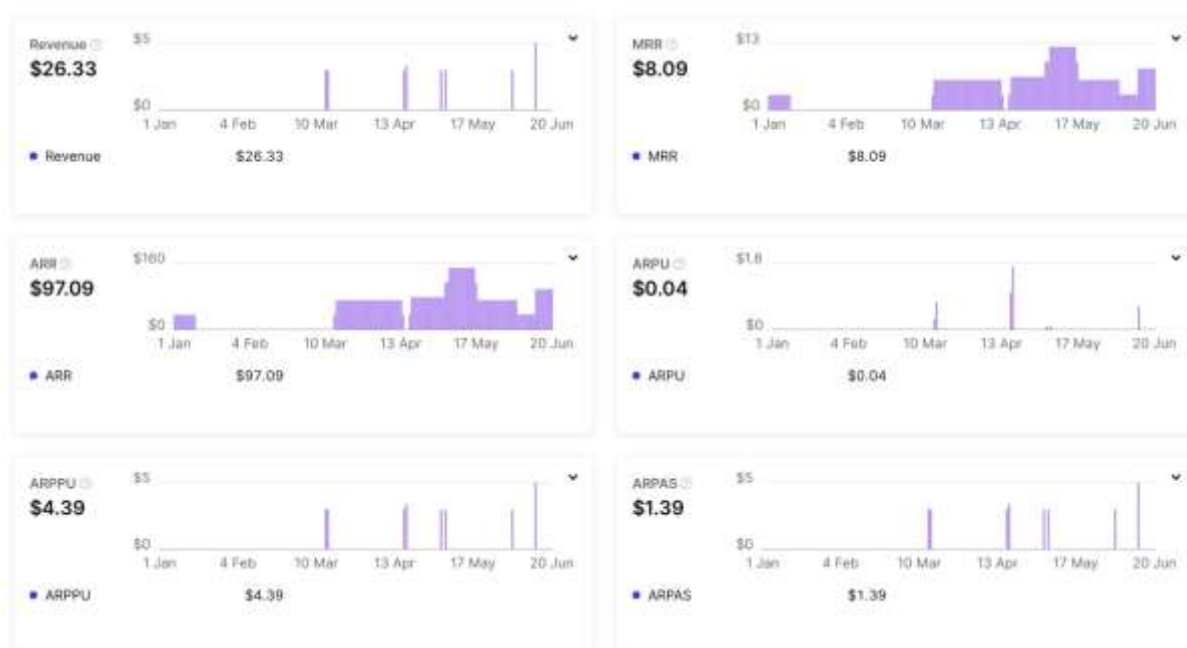 Revenue
$26.33
$5
$0
1 Jan 4 Feb 10 Mar 13 Apr 17 May 20 Jun
Revenue $26.33
MRR
$8.09
$13
$0
1 Jan 4 Feb 10 Mar 13 Apr 17 May 20 Jun
MRR $8.09
ARR
$97.09
$160
$0
1 Jan 4 Feb 10 Mar 13 Apr 17 May 20 Jun
ARR $97.09
ARPU
$0.04
$1.8
$0
1 Jan 4 Feb 10 Mar 13 Apr 17 May 20 Jun
ARPU $0.04
ARPPU
$4.39
$5
$0
1 Jan 4 Feb 10 Mar 13 Apr 17 May 20 Jun
ARPPU $4.39
ARPAS
$1.39
$5
$0
1 Jan 4 Feb 10 Mar 13 Apr 17 May 20 Jun
ARPAS $1.39